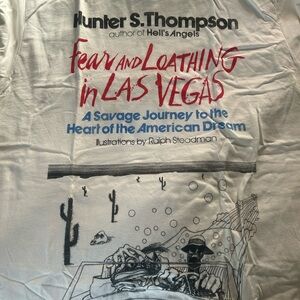 Hunter S. Thompson
author of Hell's Angels
Fear AND LOATHING
in LAS VEGAS
A Savage Journey to the
Heart of the American Dream
Illustrations by Ralph Steadman